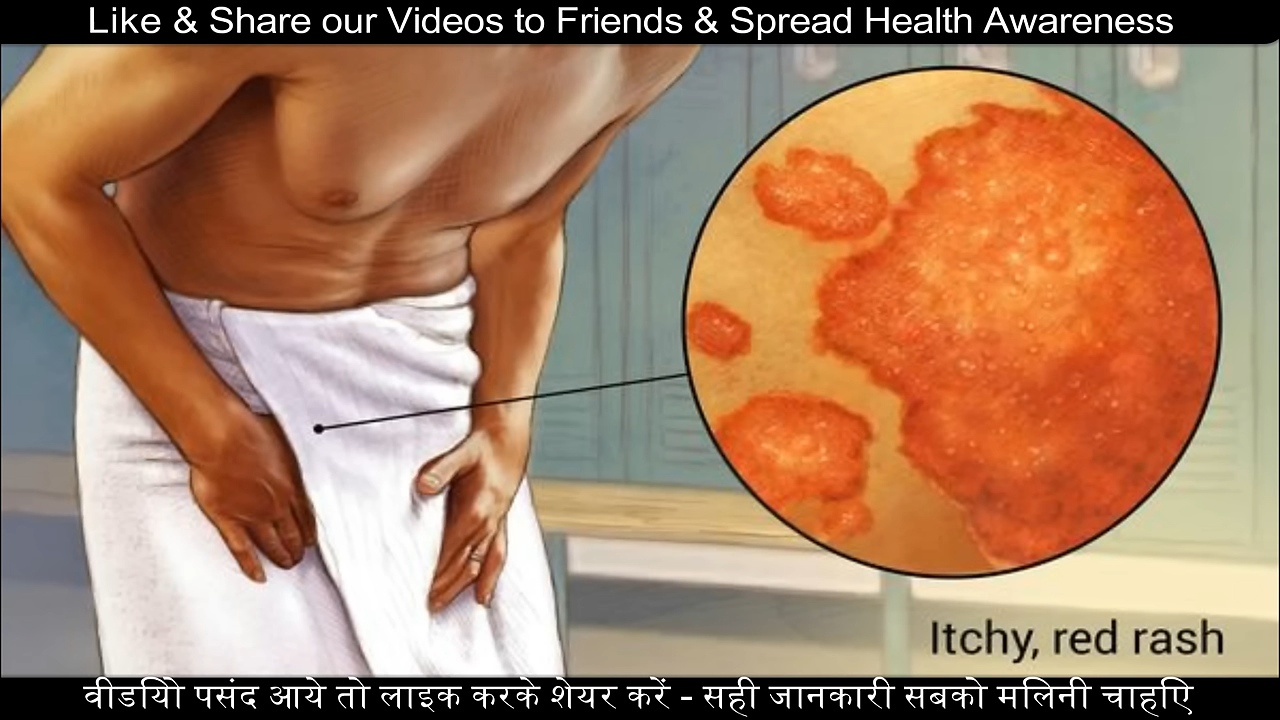 Like & Share our Videos to Friends & Spread Health Awareness
Itchy, red rash
वीडियो पसंद आये तो लाइक करके शेयर करें - सही जानकारी सबको मिलनी चाहिए